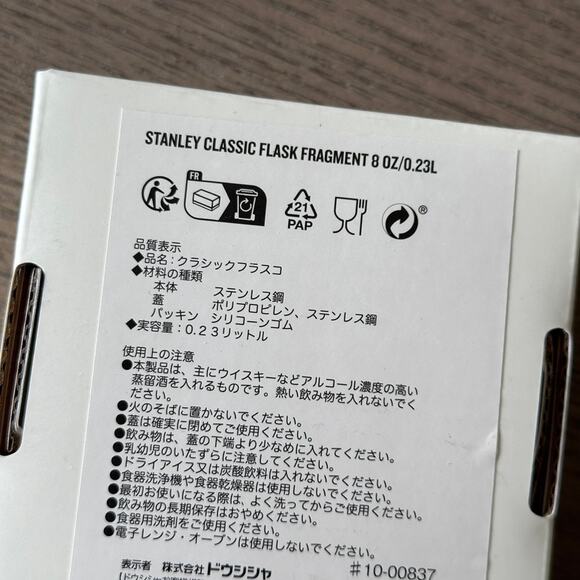 STANLEY CLASSIC FLASK FRAGMENT 8 OZ/0.23L
FR
21
PAP
®
品質表示
◆品名:クラシックフラスコ
◆材料の種類
本体 ステンレス鋼
蓋 ポリプロピレン、ステンレス鋼
パッキン シリコーンゴム
◆実容量:0.23リットル
使用上の注意
●本製品は、主にウイスキーなどアルコール濃度の高い
蒸留酒を入れるものです。熱い飲み物を入れないでく
ださい。
●火のそばに置かないでください。
●蓋は確実に閉めてご使用ください。
●飲み物は、蓋の下端より少なめに入れてください。
●乳幼児のいたずらに注意してください。
●ドライアイス又は炭酸飲料は入れないでください。
●食器洗浄機や食器乾燥器は使用しないでください。
●最初お使いになる際は、よく洗ってからご使用ください。
●飲み物の長期保存はおやめください。
●食器用洗剤をご使用ください。
●電子レンジ・オーブンは使用しないでください。
表示者 株式会社ドウシシャ #10-00837